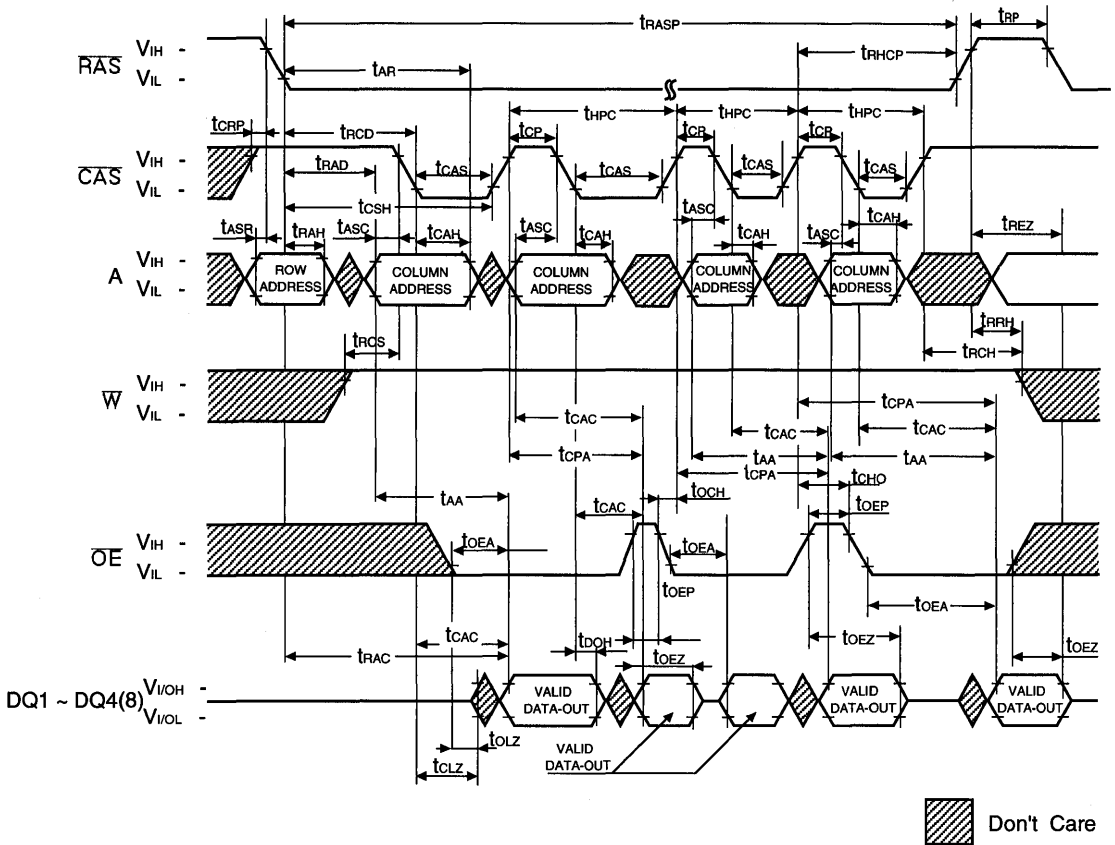 tRASP
tRP
VIH -
RAS
VIL -
tAR
tRHCP
tCRP
tRCD
tHPC
tHPC
tHPC
tCP
tCP
tCP
VIH -
CAS
VIL -
tRAD
tCAS
tCAS
tCAS
tCAS
tCSH
tASR
tRAH
tASC
tCAH
tASC
tCAH
tASC
tCAH
tASC
tCAH
tREZ
VIH -
A
VIL -
ROW ADDRESS
COLUMN ADDRESS
COLUMN ADDRESS
COLUMN ADDRESS
COLUMN ADDRESS
tRRH
tRCS
tRCH
VIH -
W
VIL -
tCPA
tCAC
tCAC
tCAC
tCPA
tAA
tAA
tCPA
tCHO
tAA
tCAC
tOCH
tOEP
VIH -
OE
VIL -
tOEA
tOEA
tOEP
tOEA
tCAC
tDOH
tOEZ
tRAC
tOEZ
tOEZ
VI/OH -
DQ1 ~ DQ4(8)
VI/OL -
VALID DATA-OUT
VALID DATA-OUT
VALID DATA-OUT
tOLZ
VALID DATA-OUT
tCLZ
Don't Care